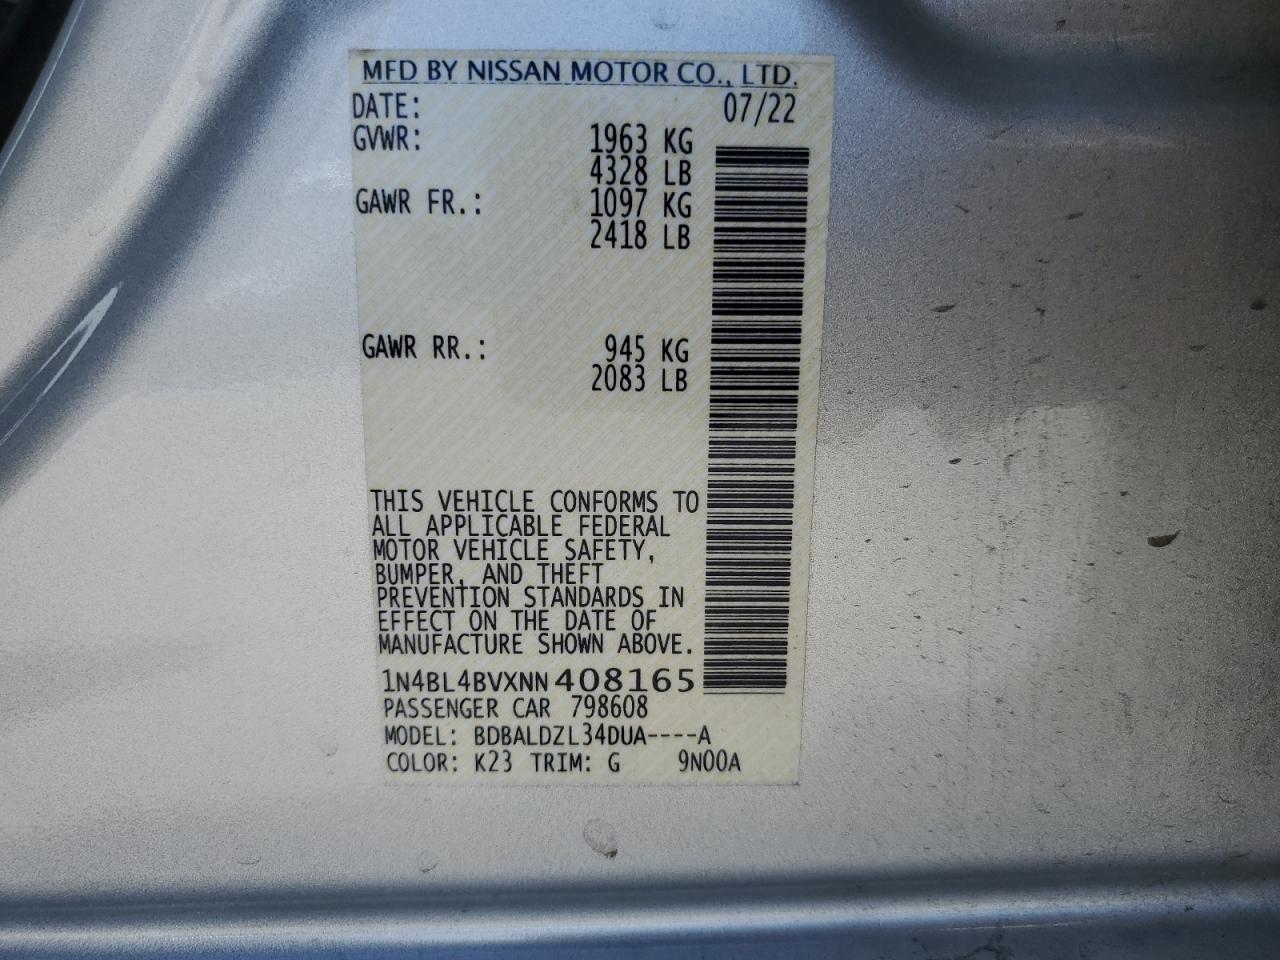 MFD BY NISSAN MOTOR CO., LTD.
DATE: 07/22
GVWR: 1963 KG
4328 LB
GAWR FR.: 1097 KG
2418 LB
GAWR RR.: 945 KG
2083 LB
THIS VEHICLE CONFORMS TO
ALL APPLICABLE FEDERAL
MOTOR VEHICLE SAFETY,
BUMPER, AND THEFT
PREVENTION STANDARDS IN
EFFECT ON THE DATE OF
MANUFACTURE SHOWN ABOVE.
1N4BL4BVXNN408165
PASSENGER CAR 798608
MODEL: BDBALDZL34DUA----A
COLOR: K23 TRIM: G 9N00A